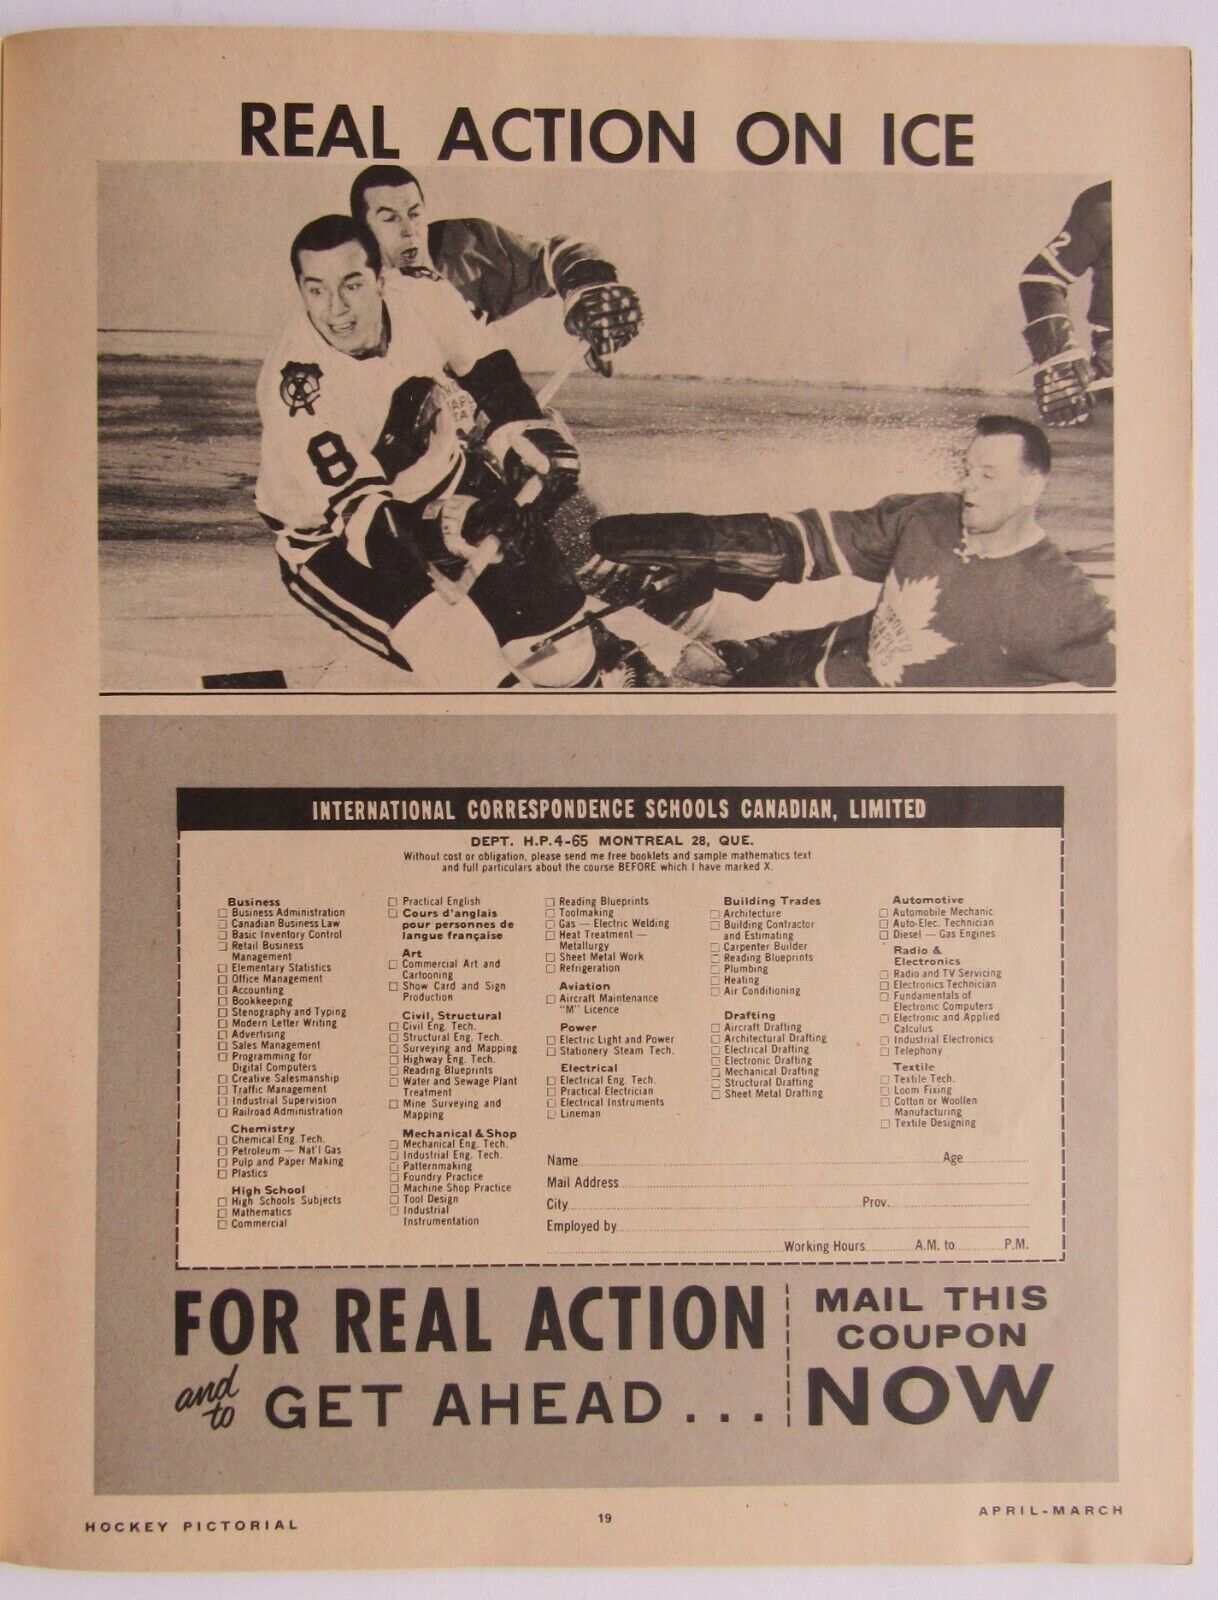 REAL ACTION ON ICE
8
2
TORONTO
MAPLE
LEAFS
INTERNATIONAL CORRESPONDENCE SCHOOLS CANADIAN, LIMITED
DEPT. H.P.4-65 MONTREAL 28, QUE.
Without cost or obligation, please send me free booklets and sample mathematics text
and full particulars about the course BEFORE which I have marked X.
Business
☐ Business Administration
☐ Canadian Business Law
☐ Basic Inventory Control
☐ Retail Business
Management
☐ Elementary Statistics
☐ Office Management
☐ Accounting
☐ Bookkeeping
☐ Stenography and Typing
☐ Modern Letter Writing
☐ Advertising
☐ Sales Management
☐ Programming for
Digital Computers
☐ Creative Salesmanship
☐ Traffic Management
☐ Industrial Supervision
☐ Railroad Administration
Chemistry
☐ Chemical Eng. Tech.
☐ Petroleum — Nat'l Gas
☐ Pulp and Paper Making
☐ Plastics
High School
☐ High Schools Subjects
☐ Mathematics
☐ Commercial
☐ Practical English
☐ Cours d'anglais
pour personnes de
langue française
Art
☐ Commercial Art and
Cartooning
☐ Show Card and Sign
Production
Civil, Structural
☐ Civil Eng. Tech.
☐ Structural Eng. Tech.
☐ Surveying and Mapping
☐ Highway Eng. Tech.
☐ Reading Blueprints
☐ Water and Sewage Plant
Treatment
☐ Mine Surveying and
Mapping
Mechanical & Shop
☐ Mechanical Eng. Tech.
☐ Industrial Eng. Tech.
☐ Patternmaking
☐ Foundry Practice
☐ Machine Shop Practice
☐ Tool Design
☐ Industrial
Instrumentation
☐ Reading Blueprints
☐ Toolmaking
☐ Gas — Electric Welding
☐ Heat Treatment —
Metallurgy
☐ Sheet Metal Work
☐ Refrigeration
Aviation
☐ Aircraft Maintenance
"M" Licence
Power
☐ Electric Light and Power
☐ Stationery Steam Tech.
Electrical
☐ Electrical Eng. Tech.
☐ Practical Electrician
☐ Electrical Instruments
☐ Lineman
Building Trades
☐ Architecture
☐ Building Contractor
and Estimating
☐ Carpenter Builder
☐ Reading Blueprints
☐ Plumbing
☐ Heating
☐ Air Conditioning
Drafting
☐ Aircraft Drafting
☐ Architectural Drafting
☐ Electrical Drafting
☐ Electronic Drafting
☐ Mechanical Drafting
☐ Structural Drafting
☐ Sheet Metal Drafting
Automotive
☐ Automobile Mechanic
☐ Auto-Elec. Technician
☐ Diesel — Gas Engines
Radio &
Electronics
☐ Radio and TV Servicing
☐ Electronics Technician
☐ Fundamentals of
Electronic Computers
☐ Electronic and Applied
Calculus
☐ Industrial Electronics
☐ Telephony
Textile
☐ Textile Tech.
☐ Loom Fixing
☐ Cotton or Woollen
Manufacturing
☐ Textile Designing
Name Age
Mail Address
City Prov.
Employed by
Working Hours A.M. to P.M.
FOR REAL ACTION
and to GET AHEAD...
MAIL THIS
COUPON
NOW
HOCKEY PICTORIAL 19 APRIL-MARCH